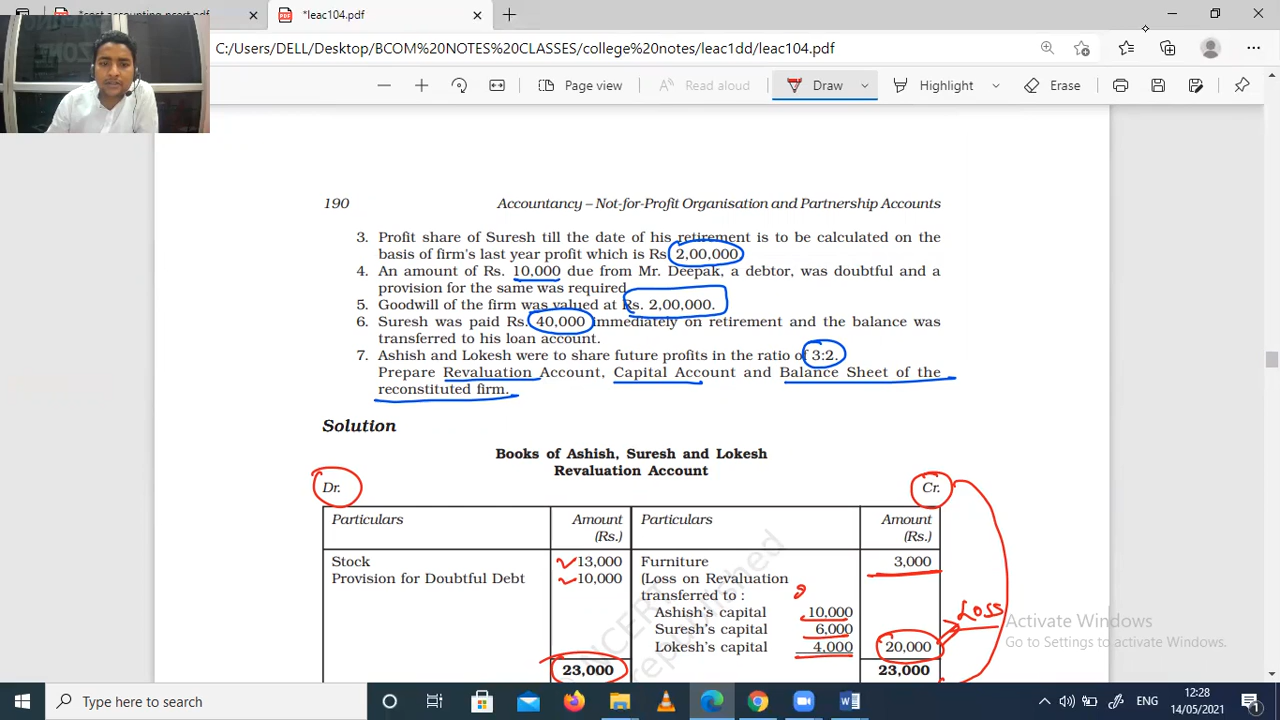 *leac104.pdf
C:/Users/DELL/Desktop/BCOM%20NOTES%20CLASSES/college%20notes/leac1dd/leac104.pdf
Page view
Read aloud
Draw
Highlight
Erase
190
Accountancy – Not-for-Profit Organisation and Partnership Accounts
3. Profit share of Suresh till the date of his retirement is to be calculated on the
basis of firm's last year profit which is Rs 2,00,000
4. An amount of Rs. 10,000 due from Mr. Deepak, a debtor, was doubtful and a
provision for the same was required
5. Goodwill of the firm was valued at Rs. 2,00,000.
6. Suresh was paid Rs. 40,000 immediately on retirement and the balance was
transferred to his loan account.
7. Ashish and Lokesh were to share future profits in the ratio of 3:2.
Prepare Revaluation Account, Capital Account and Balance Sheet of the
reconstituted firm.
Solution
Books of Ashish, Suresh and Lokesh
Revaluation Account
Dr. Cr.
Particulars Amount Particulars Amount
(Rs.) (Rs.)
Stock 13,000 Furniture 3,000
Provision for Doubtful Debt 10,000 (Loss on Revaluation
transferred to :
Ashish's capital 10,000
Loss
Suresh's capital 6,000
Lokesh's capital 4,000 20,000
23,000 23,000
NCERT
Activate Windows
Go to Settings to activate Windows.
Type here to search
ENG
12:28
14/05/2021